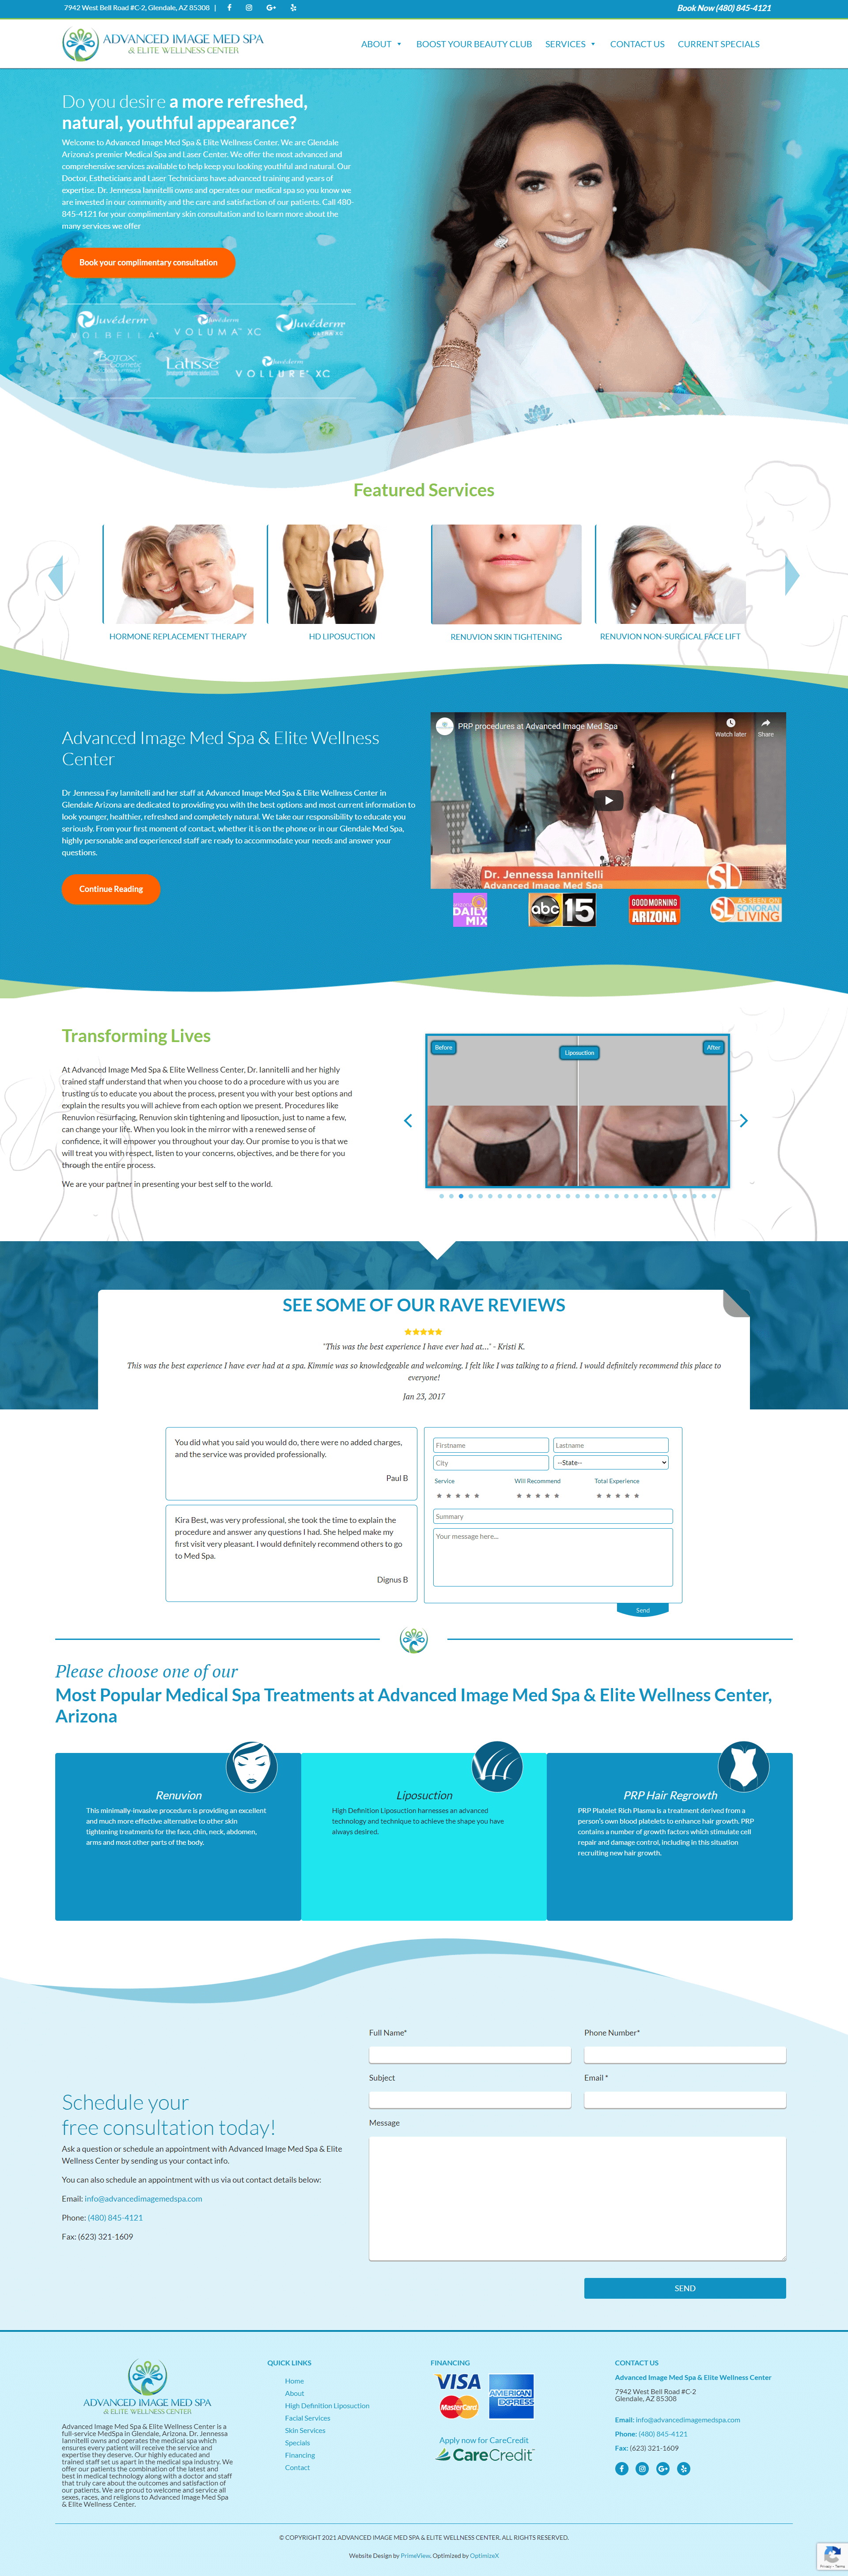 7942 West Bell Road #C-2, Glendale, AZ 85308 |
Book Now (480) 845-4121
ADVANCED IMAGE MED SPA
& ELITE WELLNESS CENTER
ABOUT
BOOST YOUR BEAUTY CLUB
SERVICES
CONTACT US
CURRENT SPECIALS
Do you desire a more refreshed,
natural, youthful appearance?
Welcome to Advanced Image Med Spa & Elite Wellness Center. We are Glendale
Arizona's premier Medical Spa and Laser Center. We offer the most advanced and
comprehensive services available to help keep you looking youthful and natural. Our
Doctor, Estheticians and Laser Technicians have advanced training and years of
expertise. Dr. Jennessa Iannitelli owns and operates our medical spa so you know we
are invested in our community and the care and satisfaction of our patients. Call 480-
845-4121 for your complimentary skin consultation and to learn more about the
many services we offer
Book your complimentary consultation
Juvéderm
VOLBELLA XC
Juvéderm
VOLUMA XC
Juvéderm
ULTRA XC
BOTOX
Cosmetic
Latisse
Juvéderm
VOLLURE XC
Featured Services
HORMONE REPLACEMENT THERAPY
HD LIPOSUCTION
RENUVION SKIN TIGHTENING
RENUVION NON-SURGICAL FACE LIFT
Advanced Image Med Spa & Elite Wellness
Center
Dr Jennessa Fay Iannitelli and her staff at Advanced Image Med Spa & Elite Wellness Center in
Glendale Arizona are dedicated to providing you with the best options and most current information to
look younger, healthier, refreshed and completely natural. We take our responsibility to educate you
seriously. From your first moment of contact, whether it is on the phone or in our Glendale Med Spa,
highly personable and experienced staff are ready to accommodate your needs and answer your
questions.
Continue Reading
PRP procedures at Advanced Image Med Spa
Watch later
Share
Dr. Jennessa Iannitelli
Advanced Image Med Spa
SL
DAILY
MIX
abc 15
GOOD MORNING
ARIZONA
SL
AS SEEN ON
SONORAN
LIVING
Transforming Lives
At Advanced Image Med Spa & Elite Wellness Center, Dr. Iannitelli and her highly
trained staff understand that when you choose to do a procedure with us you are
trusting us to educate you about the process, present you with your best options and
explain the results you will achieve from each option we present. Procedures like
Renuvion resurfacing, Renuvion skin tightening and liposuction, just to name a few,
can change your life. When you look in the mirror with a renewed sense of
confidence, it will empower you throughout your day. Our promise to you is that we
will treat you with respect, listen to your concerns, objectives, and be there for you
through the entire process.
We are your partner in presenting your best self to the world.
Before
Liposuction
After
SEE SOME OF OUR RAVE REVIEWS
"This was the best experience I have ever had at..." - Kristi K.
This was the best experience I have ever had at a spa. Kimmie was so knowledgeable and welcoming. I felt like I was talking to a friend. I would definitely recommend this place to
everyone!
Jan 23, 2017
You did what you said you would do, there were no added charges,
and the service was provided professionally.
Paul B
Kira Best, was very professional, she took the time to explain the
procedure and answer any questions I had. She helped make my
first visit very pleasant. I would definitely recommend others to go
to Med Spa.
Dignus B
Firstname
Lastname
City
--State--
Service
Will Recommend
Total Experience
Summary
Your message here...
Send
Please choose one of our
Most Popular Medical Spa Treatments at Advanced Image Med Spa & Elite Wellness Center,
Arizona
Renuvion
This minimally-invasive procedure is providing an excellent
and much more effective alternative to other skin
tightening treatments for the face, chin, neck, abdomen,
arms and most other parts of the body.
Liposuction
High Definition Liposuction harnesses an advanced
technology and technique to achieve the shape you have
always desired.
PRP Hair Regrowth
PRP Platelet Rich Plasma is a treatment derived from a
person's own blood platelets to enhance hair growth. PRP
contains a number of growth factors which stimulate cell
repair and damage control, including in this situation
recruiting new hair growth.
Schedule your
free consultation today!
Ask a question or schedule an appointment with Advanced Image Med Spa & Elite
Wellness Center by sending us your contact info.
You can also schedule an appointment with us via out contact details below:
Email: info@advancedimagemedspa.com
Phone: (480) 845-4121
Fax: (623) 321-1609
Full Name*
Phone Number*
Subject
Email *
Message
SEND
ADVANCED IMAGE MED SPA
& ELITE WELLNESS CENTER
Advanced Image Med Spa & Elite Wellness Center is a
full-service MedSpa in Glendale, Arizona. Dr. Jennessa
Iannitelli owns and operates the medical spa which
ensures every patient will receive the service and
expertise they deserve. Our highly educated and
trained staff set us apart in the medical spa industry. We
offer our patients the combination of the latest and
best in medical technology along with a doctor and staff
that truly care about the outcomes and satisfaction of
our patients. We are proud to welcome and service all
sexes, races, and religions to Advanced Image Med Spa
& Elite Wellness Center.
QUICK LINKS
Home
About
High Definition Liposuction
Facial Services
Skin Services
Specials
Financing
Contact
FINANCING
VISA
AMERICAN
EXPRESS
MasterCard
Apply now for CareCredit
CareCredit
CONTACT US
Advanced Image Med Spa & Elite Wellness Center
7942 West Bell Road #C-2
Glendale, AZ 85308
Email: info@advancedimagemedspa.com
Phone: (480) 845-4121
Fax: (623) 321-1609
© COPYRIGHT 2021 ADVANCED IMAGE MED SPA & ELITE WELLNESS CENTER. ALL RIGHTS RESERVED.
Website Design by PrimeView. Optimized by OptimizeX
Privacy - Terms